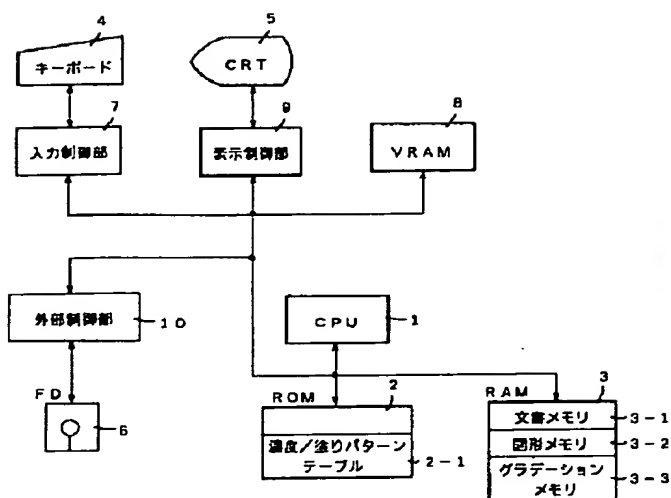 4
5
キーボード
CRT
7
9
8
入力制御部
表示制御部
VRAM
外部制御部
10
CPU
1
FD
6
ROM
2
濃度/塗りパターン
テーブル
2-1
RAM
3
文書メモリ
3-1
図形メモリ
3-2
グラデーション
メモリ
3-3